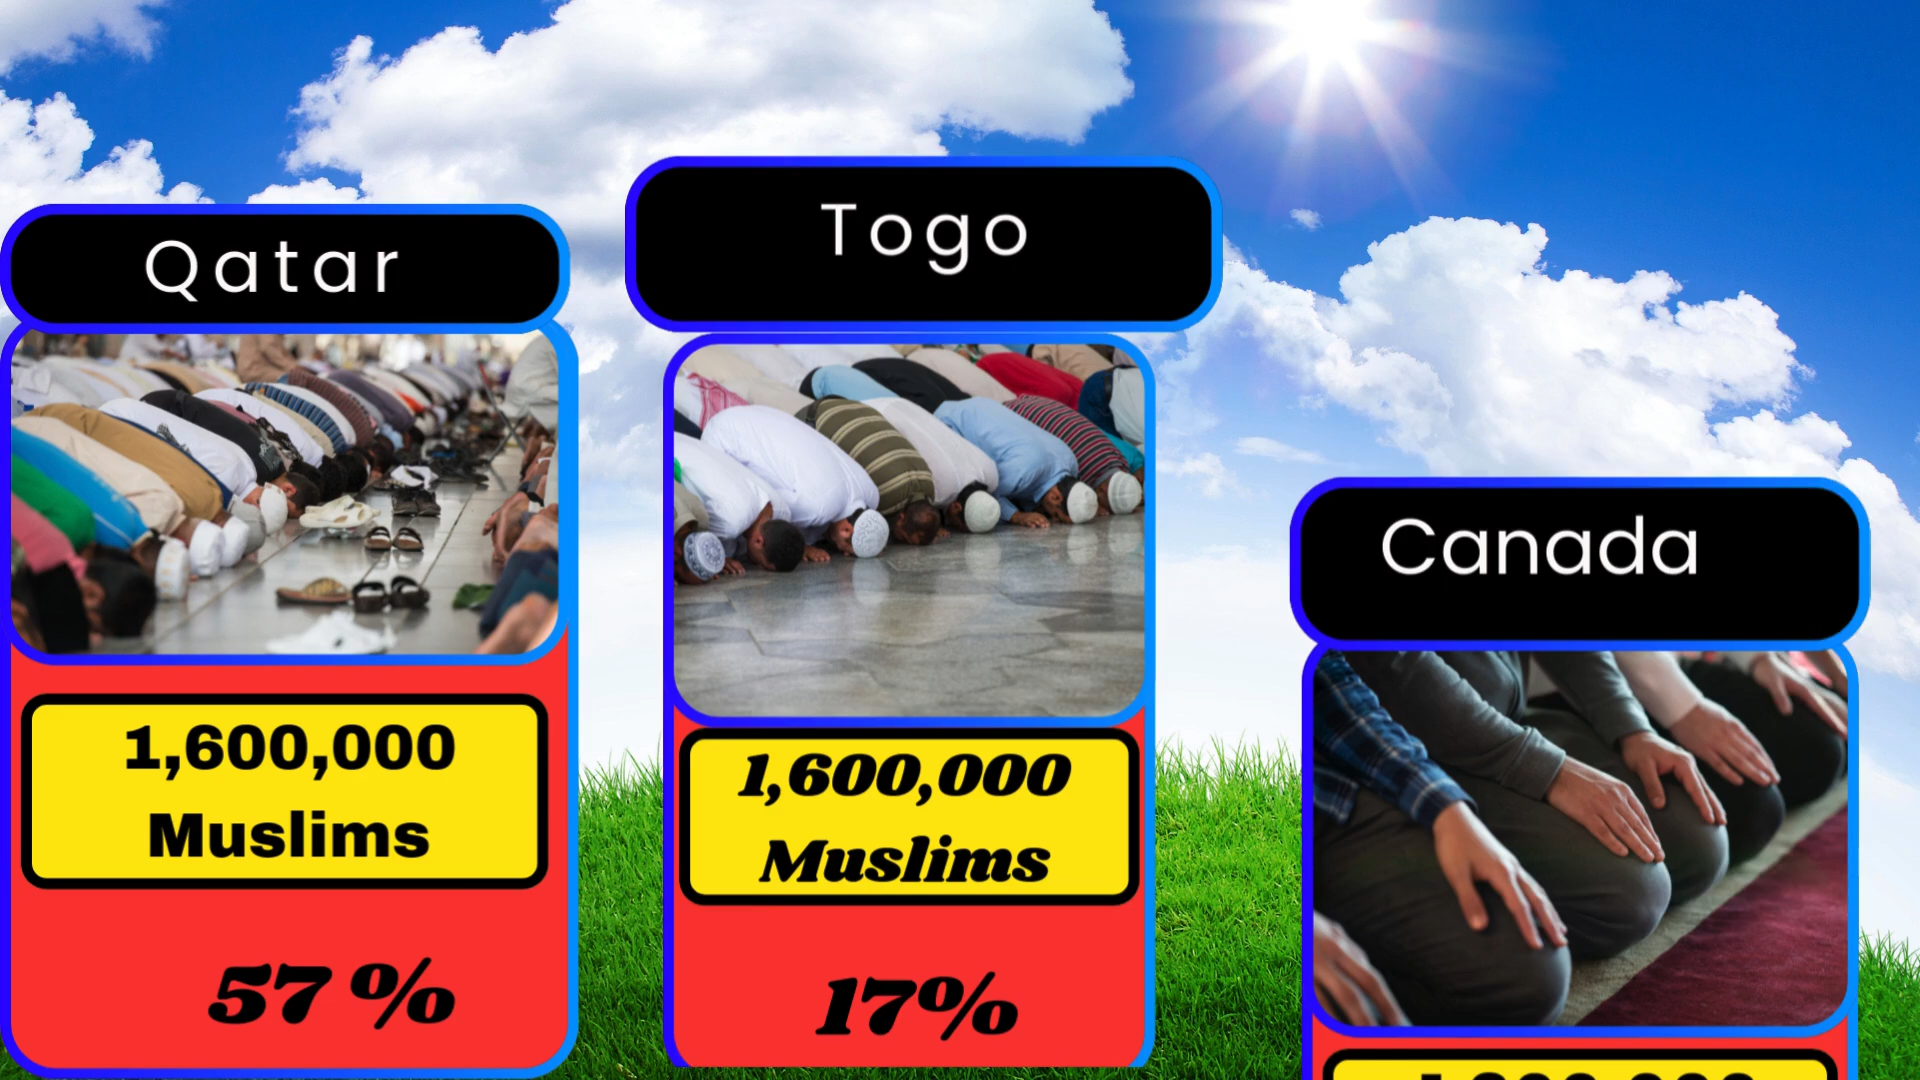 Qatar
1,600,000
Muslims
57 %
Togo
1,600,000
Muslims
17%
Canada